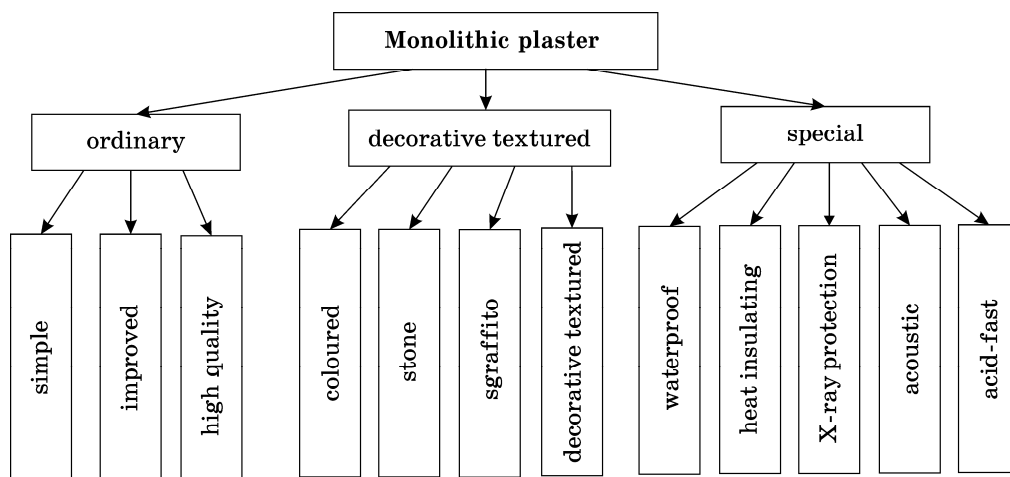 Monolithic plaster
ordinary
decorative textured
special
simple
improved
high quality
coloured
stone
sgraffito
decorative textured
waterproof
heat insulating
X-ray protection
acoustic
acid-fast